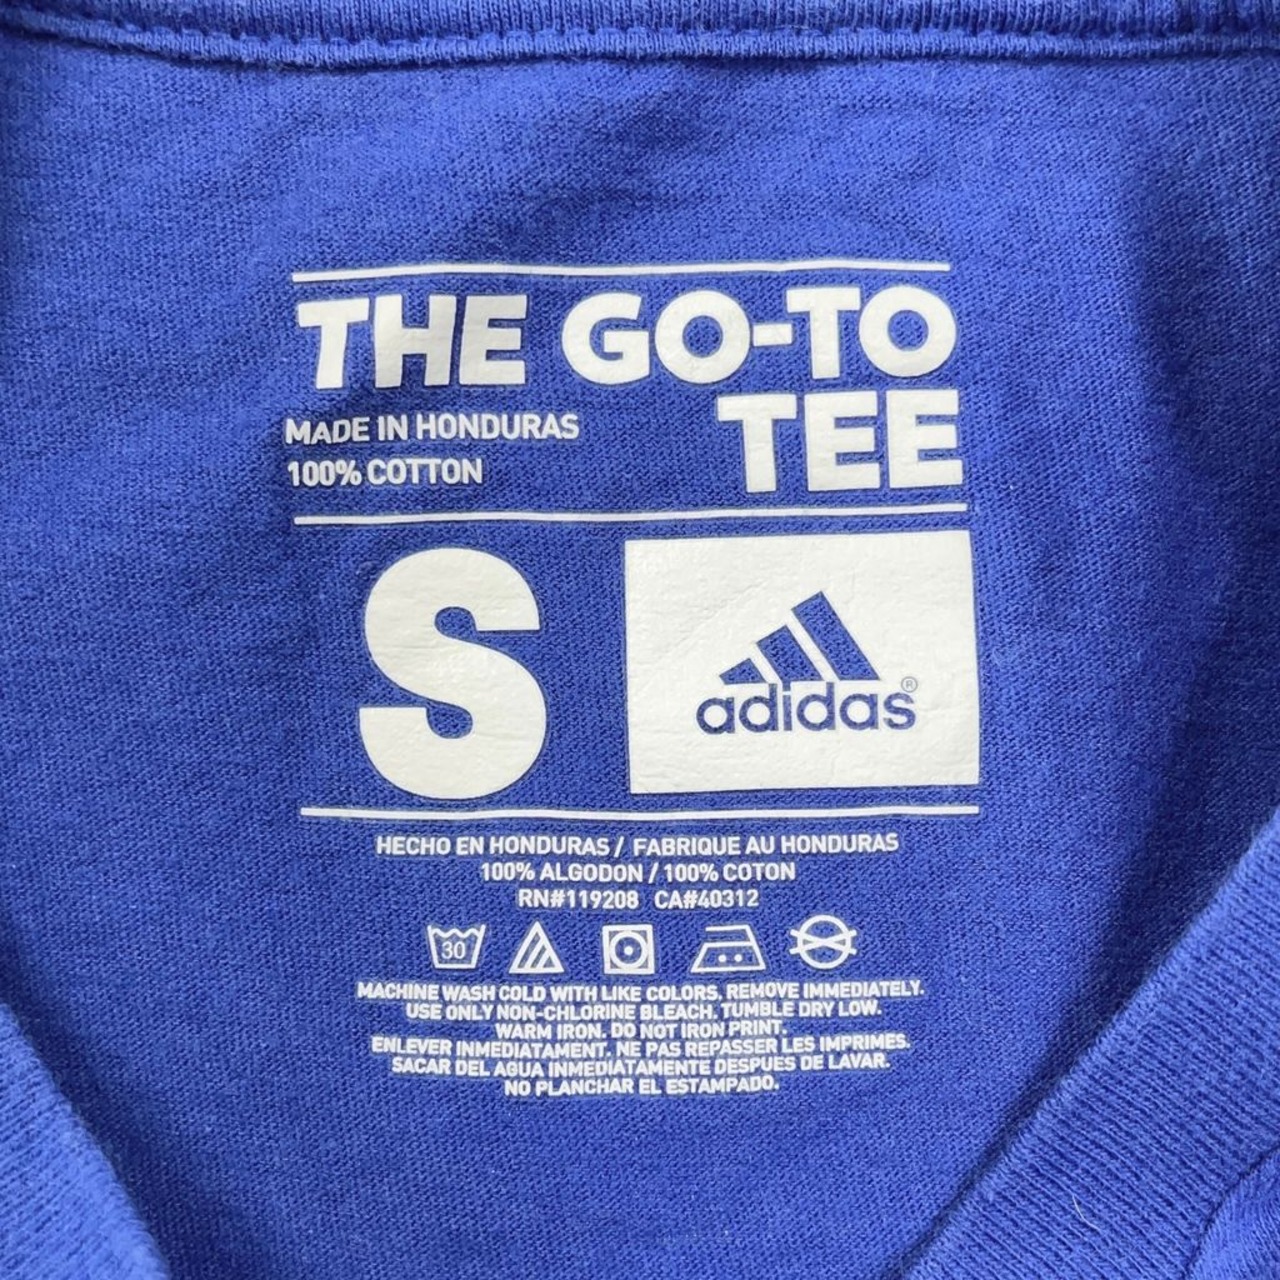 THE GO-TO
TEE
MADE IN HONDURAS
100% COTTON
S
adidas®
HECHO EN HONDURAS / FABRIQUE AU HONDURAS
100% ALGODON / 100% COTON
RN#119208 CA#40312
30
MACHINE WASH COLD WITH LIKE COLORS, REMOVE IMMEDIATELY.
USE ONLY NON-CHLORINE BLEACH. TUMBLE DRY LOW.
WARM IRON. DO NOT IRON PRINT.
ENLEVER INMEDIATAMENT. NE PAS REPASSER LES IMPRIMES.
SACAR DEL AGUA INMEDIATAMENTE DESPUES DE LAVAR.
NO PLANCHAR EL ESTAMPADO.